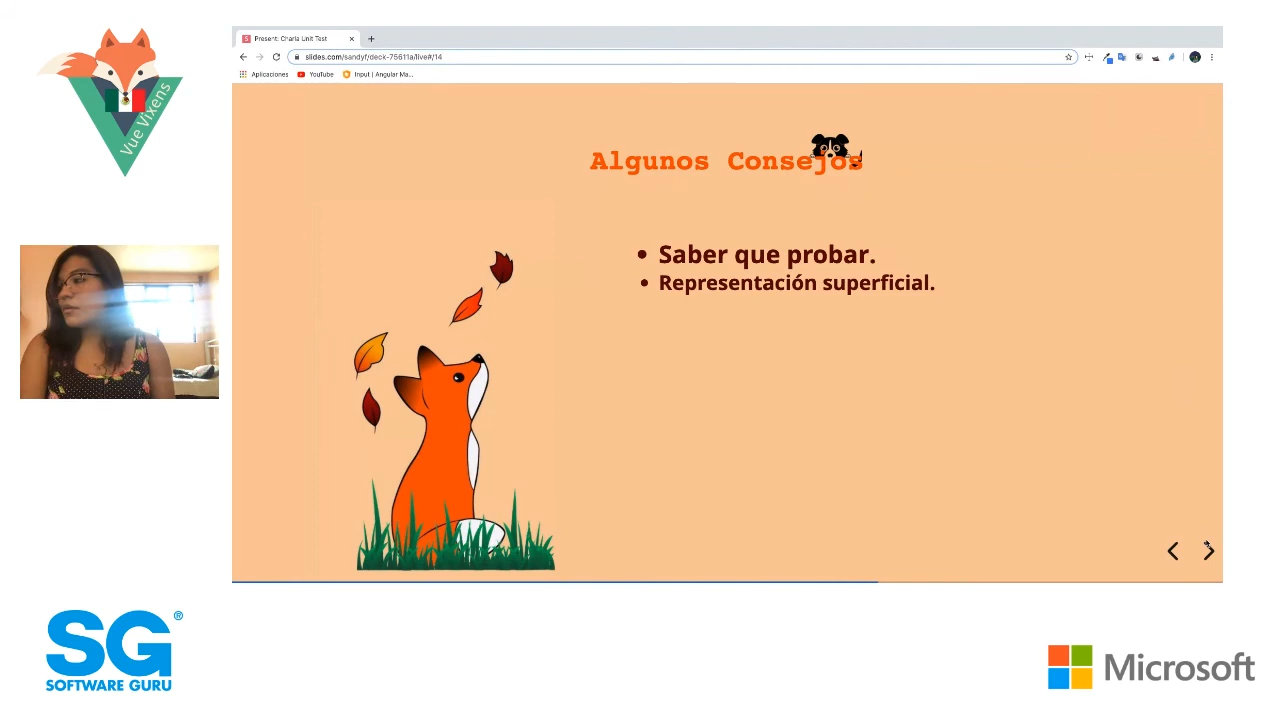 Present: Charla Unit Test
slides.com/sandyf/deck-75611a/live#/14
Aplicaciones
YouTube
Input | Angular Ma...
Vue Vixens
Algunos Consejos
• Saber que probar.
• Representación superficial.
SG®
SOFTWARE GURU
Microsoft